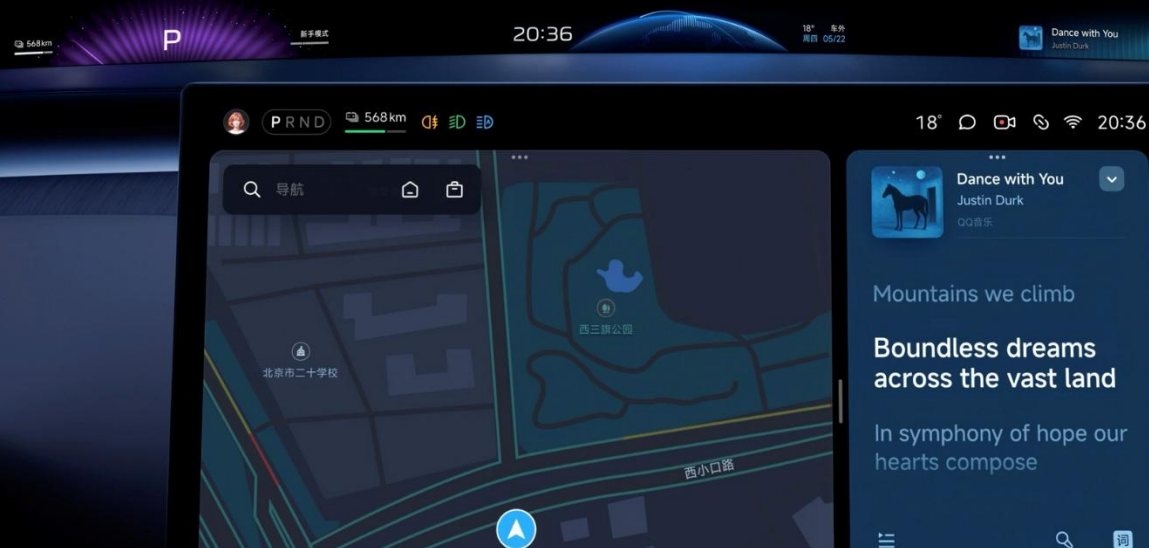 568km
P
新手模式
20:36
18° 车外
周四 05/22
Dance with You
Justin Durk
PRND
568 km
18°
20:36
导航
西三旗公园
北京市二十学校
西小口路
Dance with You
Justin Durk
QQ音乐
Mountains we climb
Boundless dreams
across the vast land
In symphony of hope our
hearts compose
词